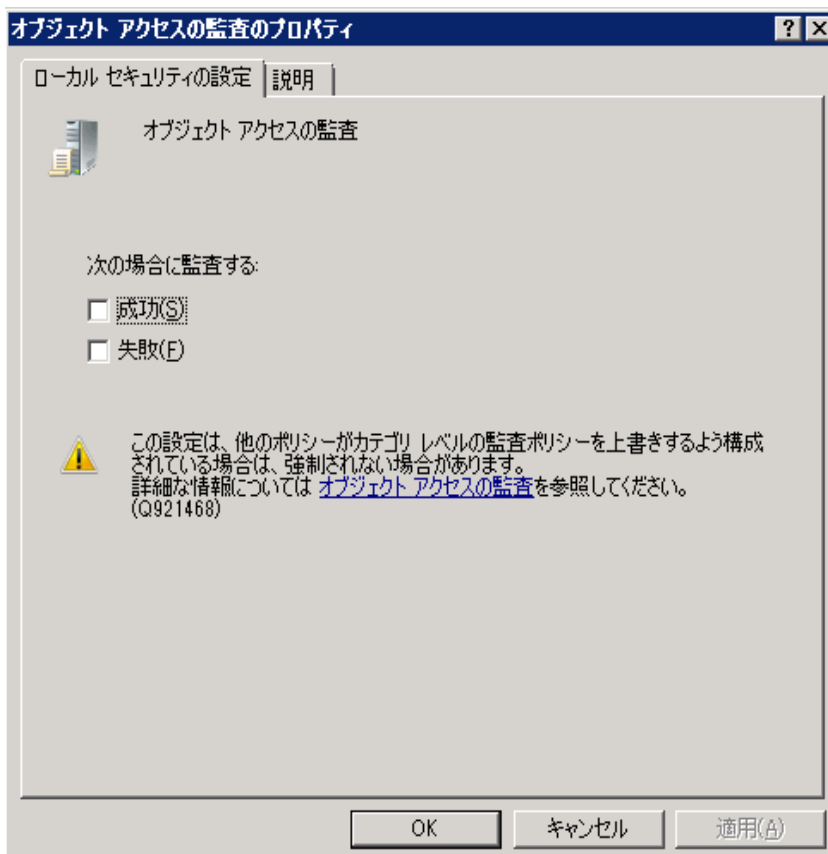 オブジェクト アクセスの監査のプロパティ
ローカル セキュリティの設定
説明
オブジェクト アクセスの監査
次の場合に監査する:
成功(S)
失敗(F)
この設定は、他のポリシーがカテゴリ レベルの監査ポリシーを上書きするよう構成
されている場合は、強制されない場合があります。
詳細な情報については オブジェクト アクセスの監査を参照してください。
(Q921468)
OK
キャンセル
適用(A)